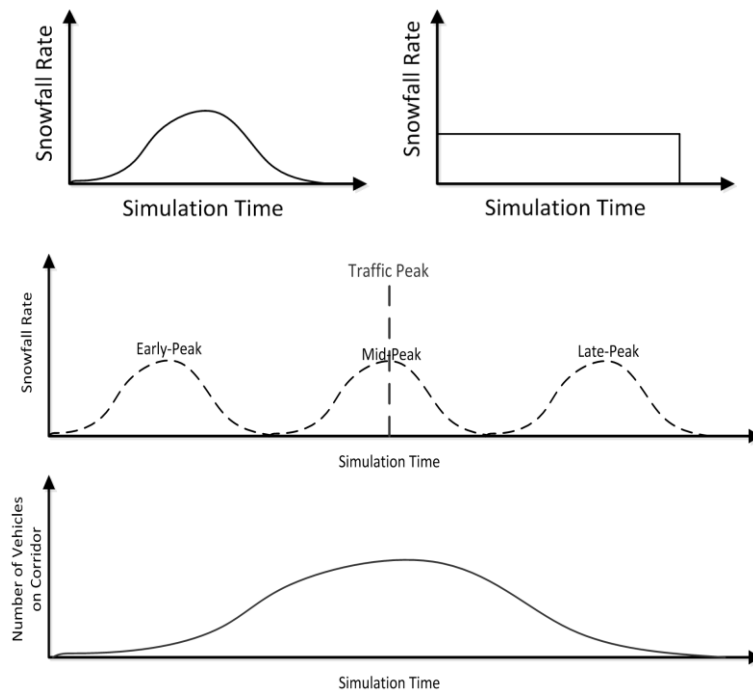 Snowfall Rate
Simulation Time
Snowfall Rate
Simulation Time
Traffic Peak
Snowfall Rate
Early-Peak
Mid-Peak
Late-Peak
Simulation Time
Number of Vehicles
on Corridor
Simulation Time